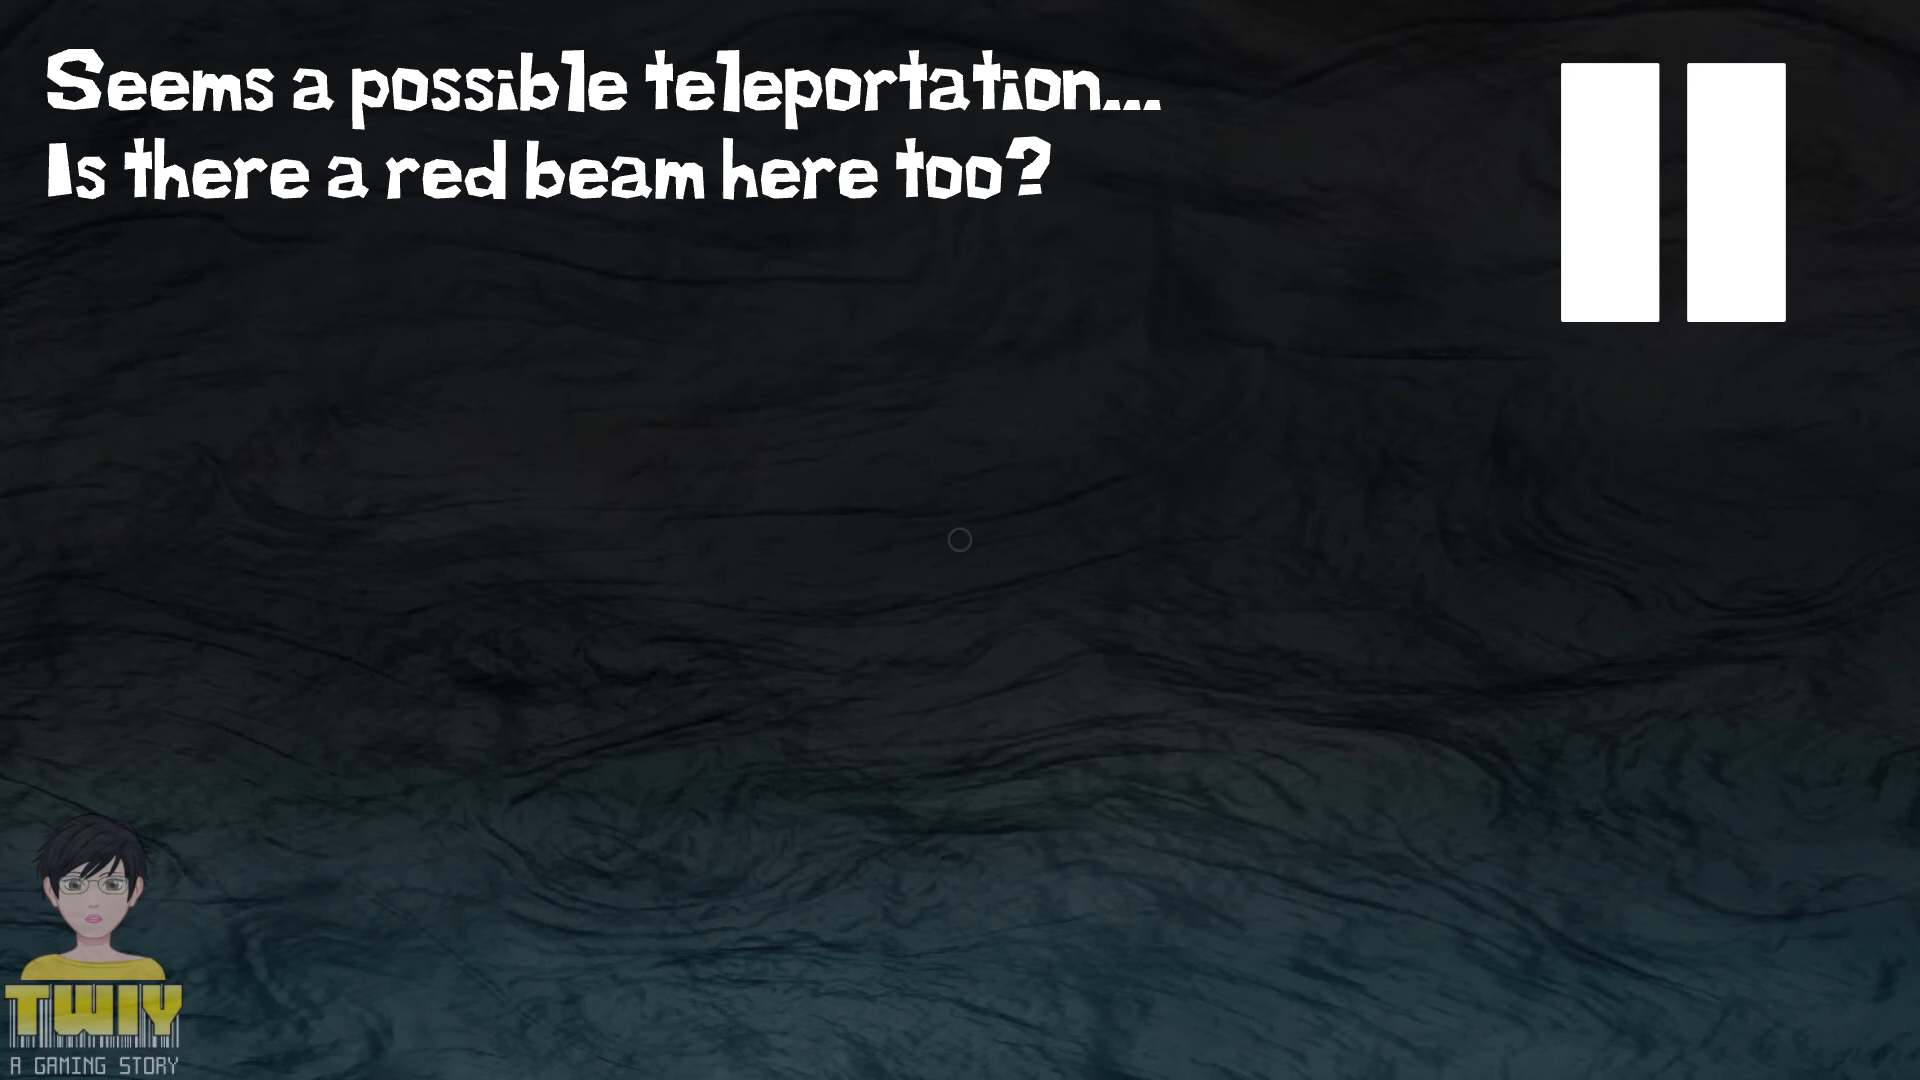 Seems a possible teleportation...
Is there a red beam here too?
TWIY
A GAMING STORY